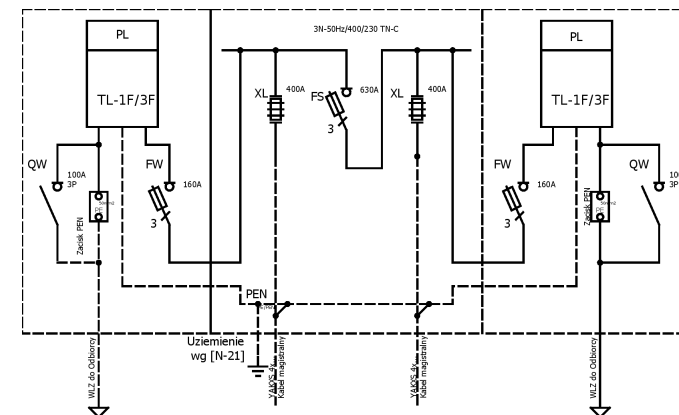 3N-50Hz/400/230 TN-C
PL
PL
TL-1F/3F
TL-1F/3F
XL
400A
FS
630A
XL
400A
3
QW
100A
3P
FW
160A
3
Zacisk PEN
FW
160A
3
Zacisk PEN
QW
3P
PEN
Uziemienie
wg [N-21]
WLZ do Odbiorcy
YAKXS 4x
Kabel magistralny
YAKXS 4x
Kabel magistralny
WLZ do Odbiorcy